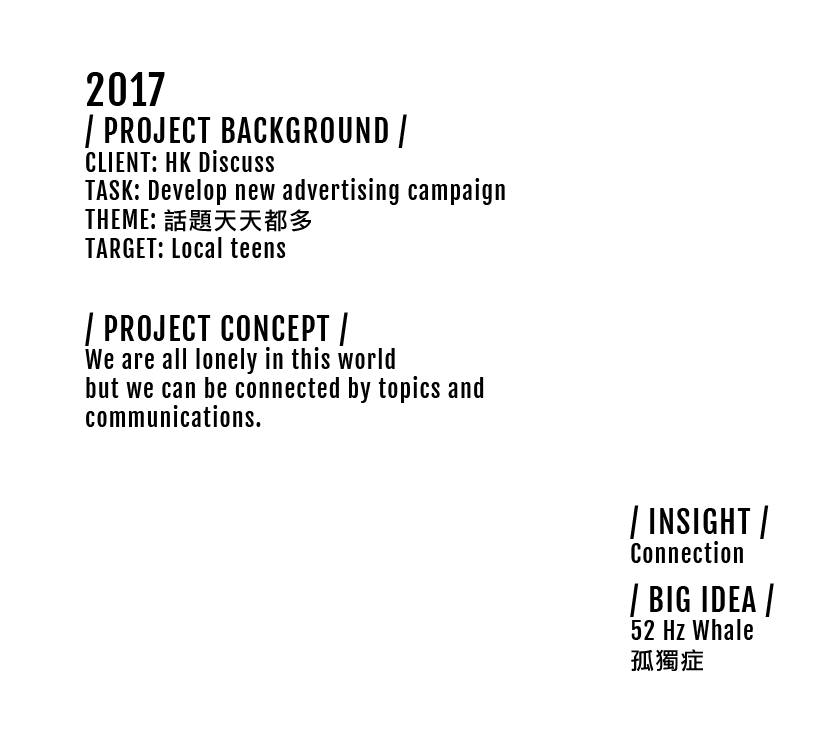 2017
/ PROJECT BACKGROUND /
CLIENT: HK Discuss
TASK: Develop new advertising campaign
THEME: 話題天天都多
TARGET: Local teens
/ PROJECT CONCEPT /
We are all lonely in this world
but we can be connected by topics and
communications.
/ INSIGHT /
Connection
/ BIG IDEA /
52 Hz Whale
孤獨症